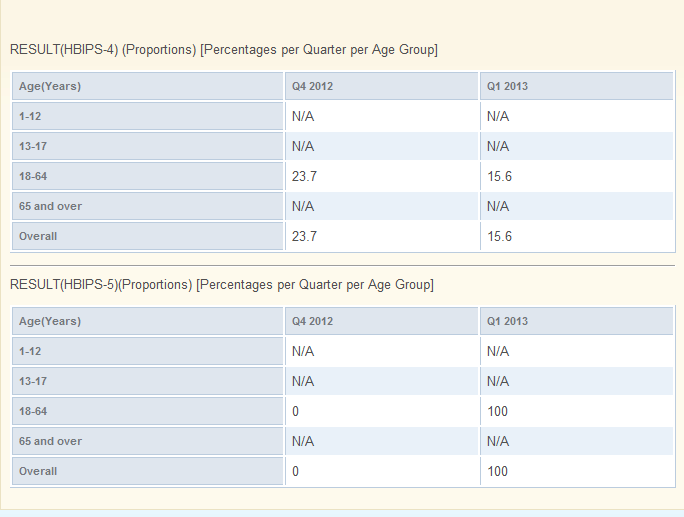 RESULT(HBIPS-4) (Proportions) [Percentages per Quarter per Age Group]
Age(Years) Q4 2012 Q1 2013
1-12 N/A N/A
13-17 N/A N/A
18-64 23.7 15.6
65 and over N/A N/A
Overall 23.7 15.6
RESULT(HBIPS-5)(Proportions) [Percentages per Quarter per Age Group]
Age(Years) Q4 2012 Q1 2013
1-12 N/A N/A
13-17 N/A N/A
18-64 0 100
65 and over N/A N/A
Overall 0 100